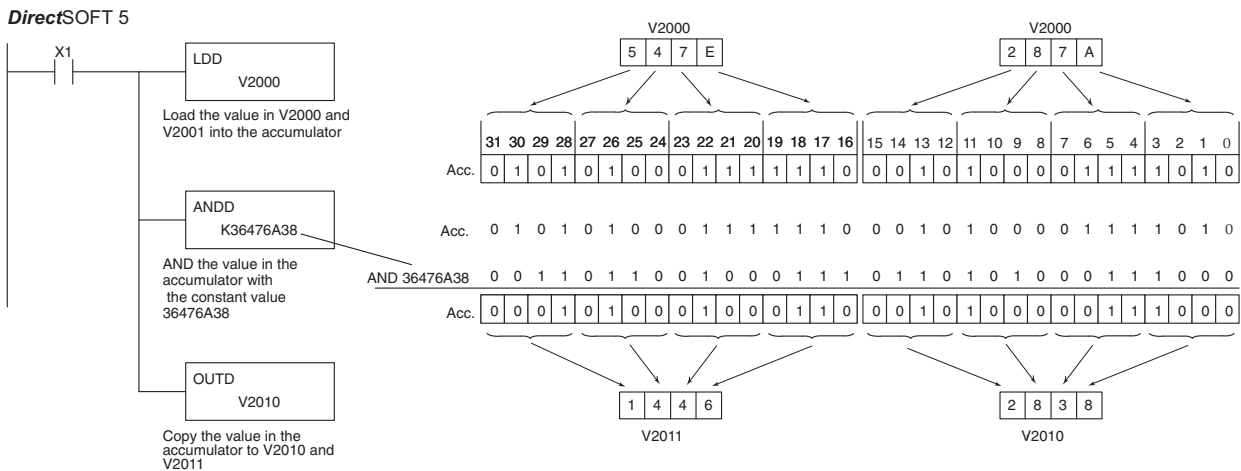 DirectSOFT 5
X1
LDD
V2000
Load the value in V2000 and
V2001 into the accumulator
ANDD
K36476A38
AND the value in the
accumulator with
the constant value
36476A38
OUTD
V2010
Copy the value in the
accumulator to V2010 and
V2011
V2000
5 4 7 E
V2000
2 8 7 A
31 30 29 28 27 26 25 24 23 22 21 20 19 18 17 16 15 14 13 12 11 10 9 8 7 6 5 4 3 2 1 0
Acc. 0 1 0 1 0 1 0 0 0 1 1 1 1 1 1 0 0 0 1 0 1 0 0 0 0 1 1 1 1 0 1 0
Acc. 0 1 0 1 0 1 0 0 0 1 1 1 1 1 1 0 0 0 1 0 1 0 0 0 0 1 1 1 1 0 1 0
AND 36476A38 0 0 1 1 0 1 1 0 0 1 0 0 0 1 1 1 0 1 1 0 1 0 1 0 0 0 1 1 1 0 0 0
Acc. 0 0 0 1 0 1 0 0 0 1 0 0 0 1 1 0 0 0 1 0 1 0 0 0 0 0 1 1 1 0 0 0
1 4 4 6
V2011
2 8 3 8
V2010